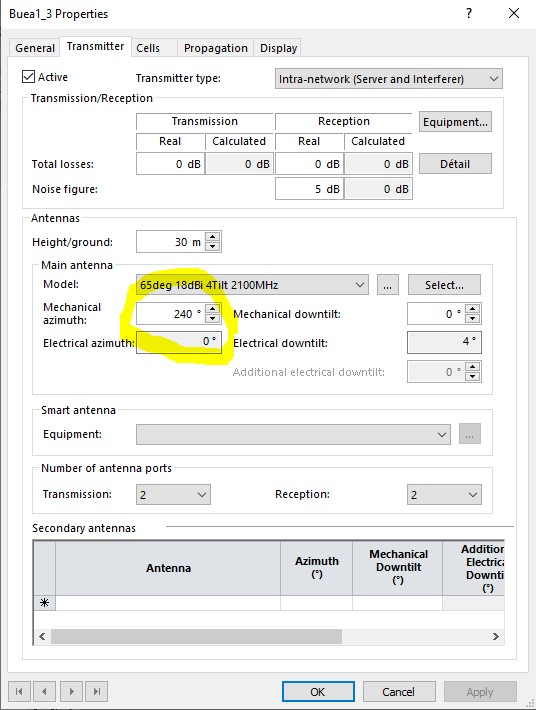 Buea1_3 Properties ? ×
General Transmitter Cells Propagation Display
Active Transmitter type: Intra-network (Server and Interferer)
Transmission/Reception
Transmission Reception
Real Calculated Real Calculated Equipment...
Total losses: 0 dB 0 dB 0 dB 0 dB Détail
Noise figure: 5 dB 0 dB
Antennas
Height/ground: 30 m
Main antenna
Model: 65deg 18dBi 4Tilt 2100MHz ... Select...
Mechanical azimuth: 240 ° Mechanical downtilt: 0 °
Electrical azimuth: 0 ° Electrical downtilt: 4 °
Additional electrical downtilt: 0 °
Smart antenna
Equipment: ...
Number of antenna ports
Transmission: 2 Reception: 2
Secondary antennas
Antenna Azimuth (°) Mechanical Downtilt (°) Addition Electrica Downti (°)
OK Cancel Apply